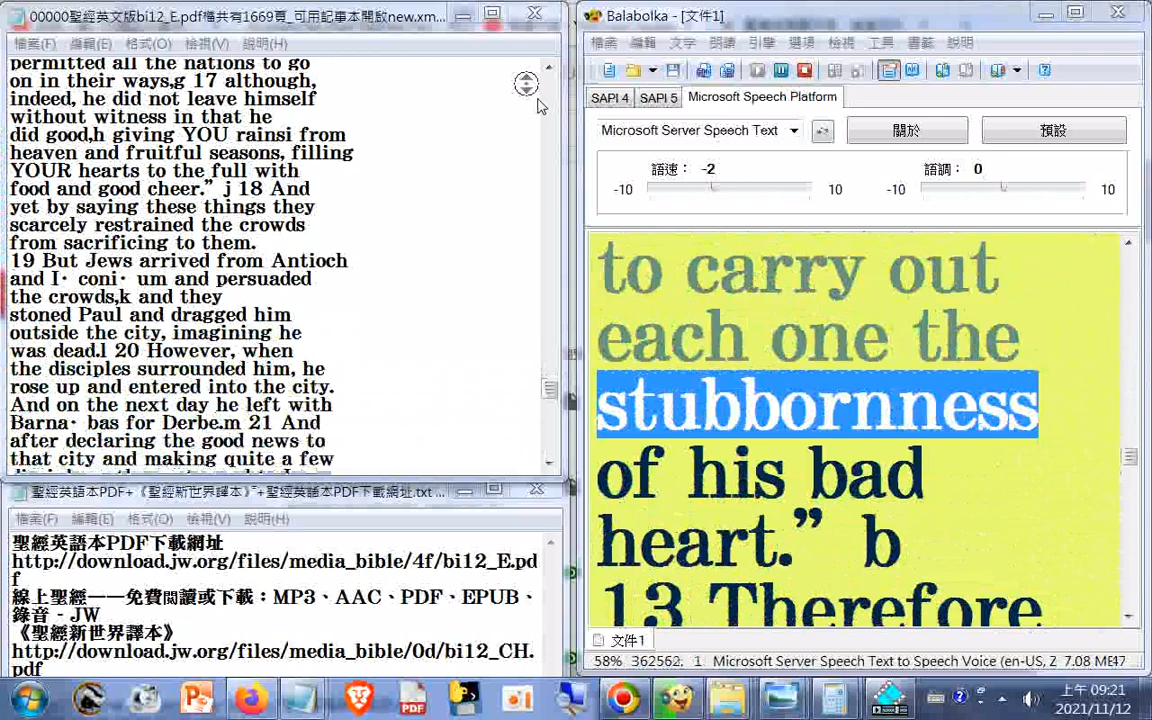 00000聖經英文版bi12_E.pdf檔共有1669頁_可用記事本開啟new.xm...
檔案(F) 編輯(E) 格式(O) 檢視(V) 說明(H)
permitted all the nations to go
on in their ways,g 17 although,
indeed, he did not leave himself
without witness in that he
did good,h giving YOU rainsi from
heaven and fruitful seasons, filling
YOUR hearts to the full with
food and good cheer.” j 18 And
yet by saying these things they
scarcely restrained the crowds
from sacrificing to them.
19 But Jews arrived from Antioch
and I· coni· um and persuaded
the crowds,k and they
stoned Paul and dragged him
outside the city, imagining he
was dead.l 20 However, when
the disciples surrounded him, he
rose up and entered into the city.
And on the next day he left with
Barna· bas for Derbe.m 21 And
after declaring the good news to
that city and making quite a few
聖經英語本PDF+《聖經新世界譯本》"+聖經英語本PDF下載網址.txt ...
檔案(F) 編輯(E) 格式(O) 檢視(V) 說明(H)
聖經英語本PDF下載網址
http://download.jw.org/files/media_bible/4f/bi12_E.pd
f
線上聖經——免費閱讀或下載：MP3、AAC、PDF、EPUB、
錄音 - JW
《聖經新世界譯本》
http://download.jw.org/files/media_bible/0d/bi12_CH.
pdf
Balabolka - [文件1]
檔案 編輯 文字 朗讀 引擎 選項 檢視 工具 書籤 說明
SAPI 4 SAPI 5 Microsoft Speech Platform
Microsoft Server Speech Text 關於 預設
語速： -2 語調： 0
-10 10 -10 10
to carry out
each one the
stubbornness
of his bad
heart.” b
13 Therefore
文件1
58% 362562, 1 Microsoft Server Speech Text to Speech Voice (en-US, Z 7.08 ME47
上午 09:21
2021/11/12